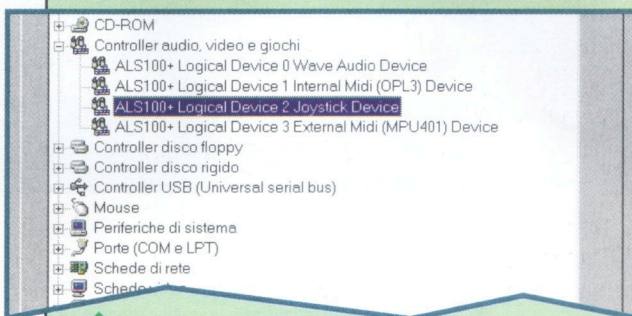 CD-ROM
Controller audio, video e giochi
ALS100+ Logical Device 0 Wave Audio Device
ALS100+ Logical Device 1 Internal Midi (OPL3) Device
ALS100+ Logical Device 2 Joystick Device
ALS100+ Logical Device 3 External Midi (MPU401) Device
Controller disco floppy
Controller disco rigido
Controller USB (Universal serial bus)
Mouse
Periferiche di sistema
Porte (COM e LPT)
Schede di rete
Schede video